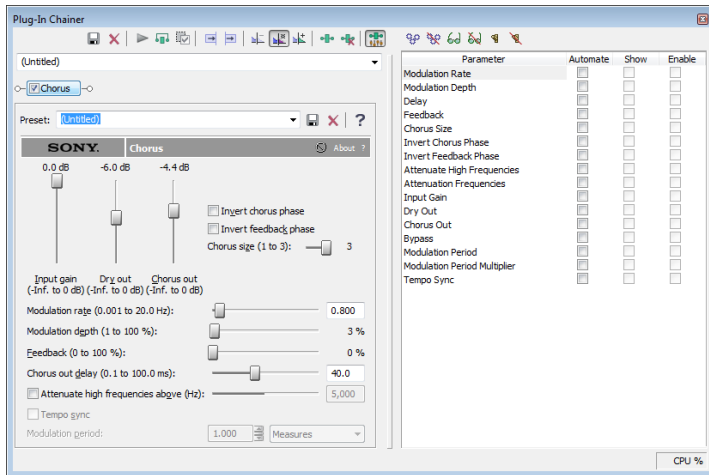 Plug-In Chainer
(Untitled)
Chorus
Preset: (Untitled)
SONY. Chorus About ?
0.0 dB -6.0 dB -4.4 dB
Invert chorus phase
Invert feedback phase
Chorus size (1 to 3): 3
Input gain Dry out Chorus out
(-Inf. to 0 dB) (-Inf. to 0 dB) (-Inf. to 0 dB)
Modulation rate (0.001 to 20.0 Hz): 0.800
Modulation depth (1 to 100 %): 3 %
Feedback (0 to 100 %): 0 %
Chorus out delay (0.1 to 100.0 ms): 40.0
Attenuate high frequencies above (Hz): 5,000
Tempo sync
Modulation period: 1.000 Measures
Parameter Automate Show Enable
Modulation Rate
Modulation Depth
Delay
Feedback
Chorus Size
Invert Chorus Phase
Invert Feedback Phase
Attenuate High Frequencies
Attenuation Frequencies
Input Gain
Dry Out
Chorus Out
Bypass
Modulation Period
Modulation Period Multiplier
Tempo Sync
CPU %